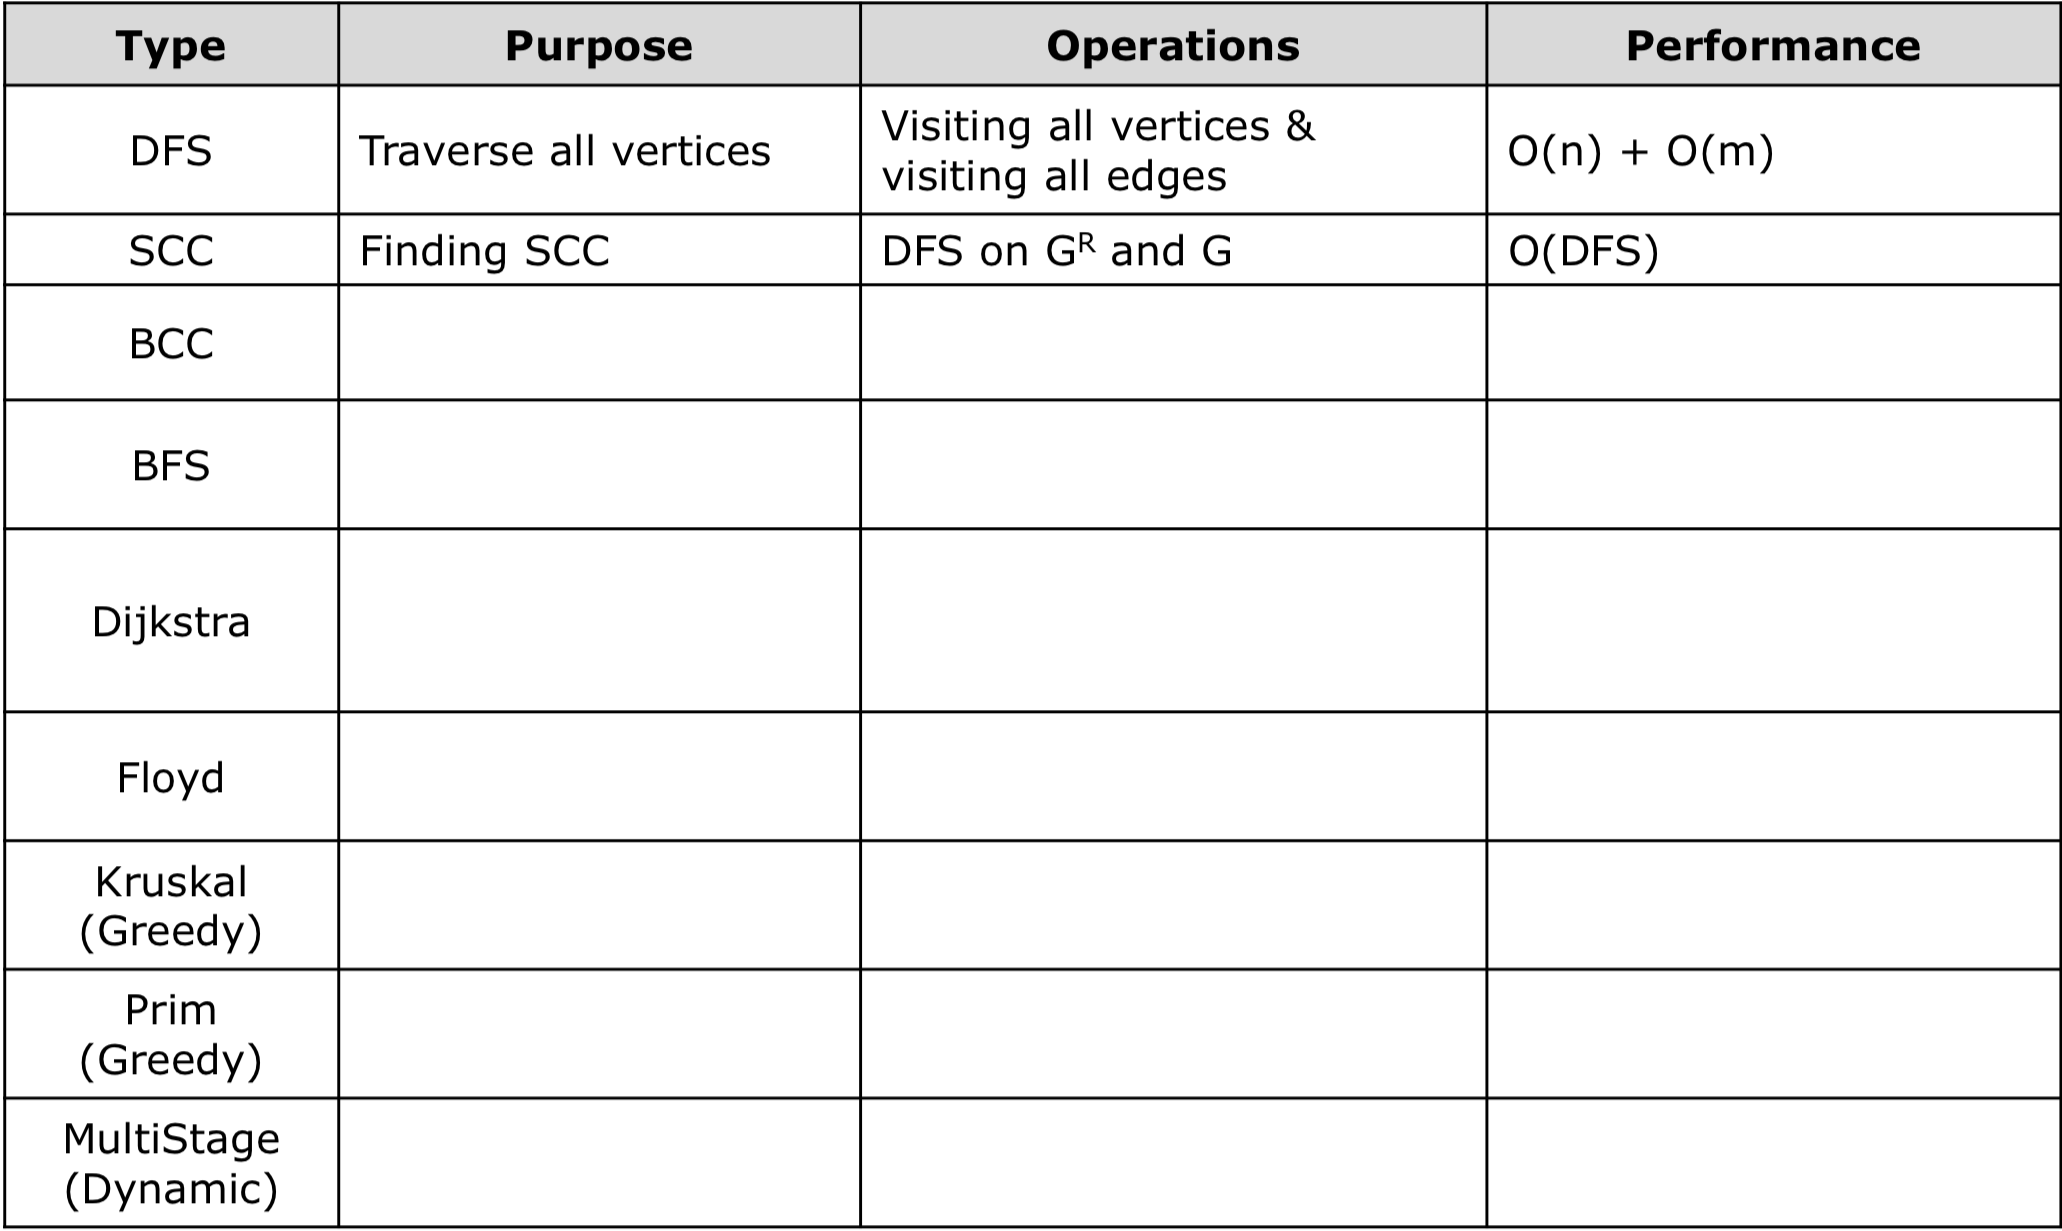 Type Purpose Operations Performance
DFS Traverse all vertices Visiting all vertices &
visiting all edges O(n) + O(m)
SCC Finding SCC DFS on Gᴿ and G O(DFS)
BCC
BFS
Dijkstra
Floyd
Kruskal
(Greedy)
Prim
(Greedy)
MultiStage
(Dynamic)